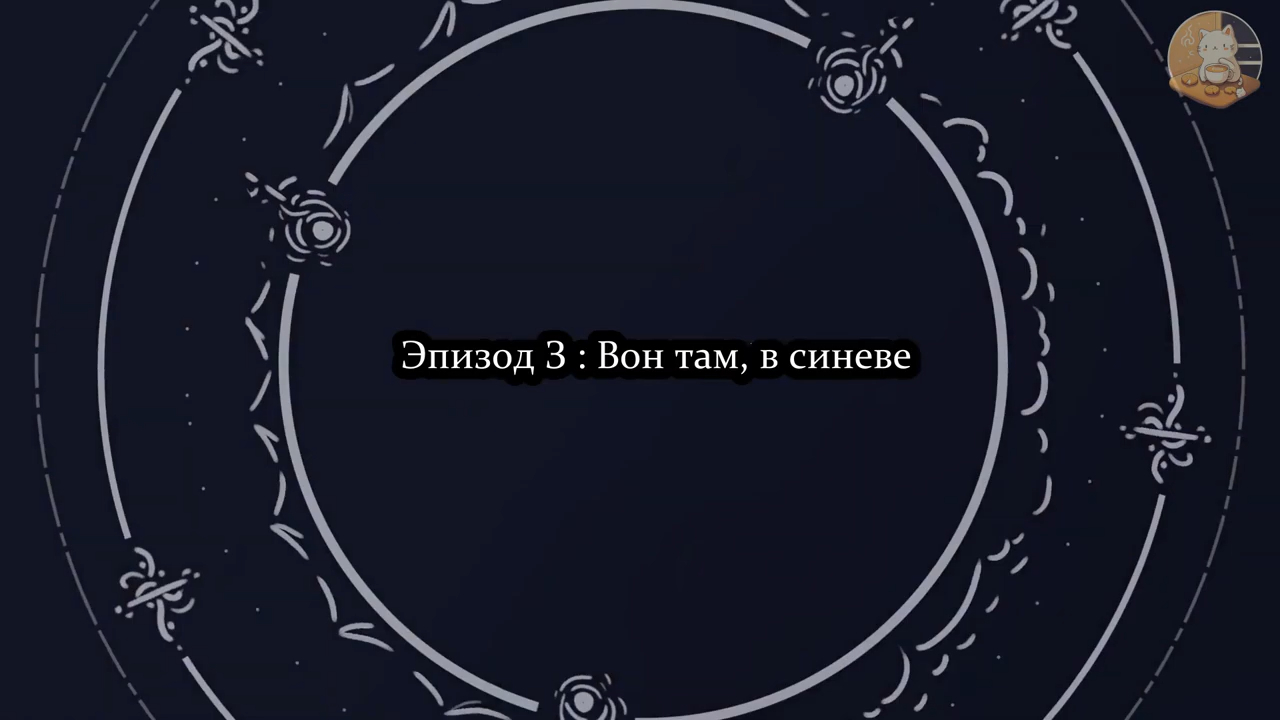 Эпизод 3 : Вон там, в синеве